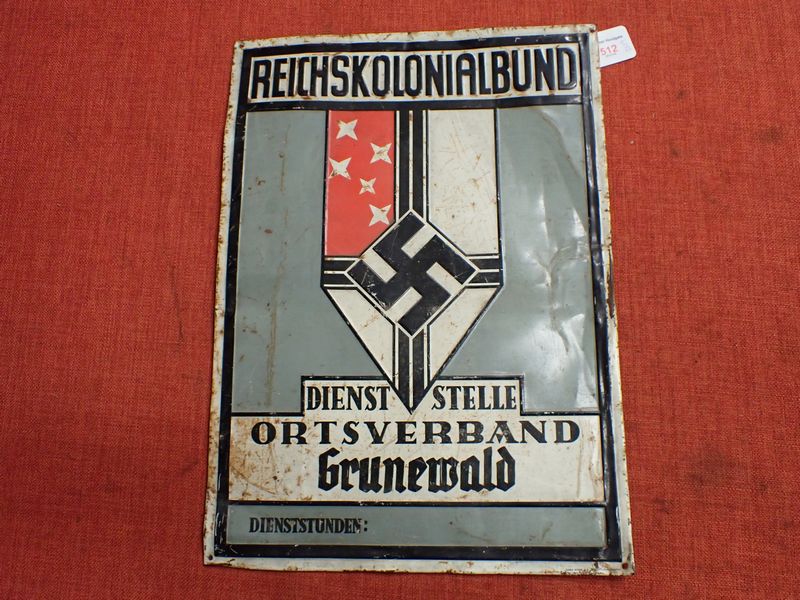 REICHSKOLONIALBUND
DIENST STELLE
ORTSVERBAND
Grunewald
DIENSTSTUNDEN:
512